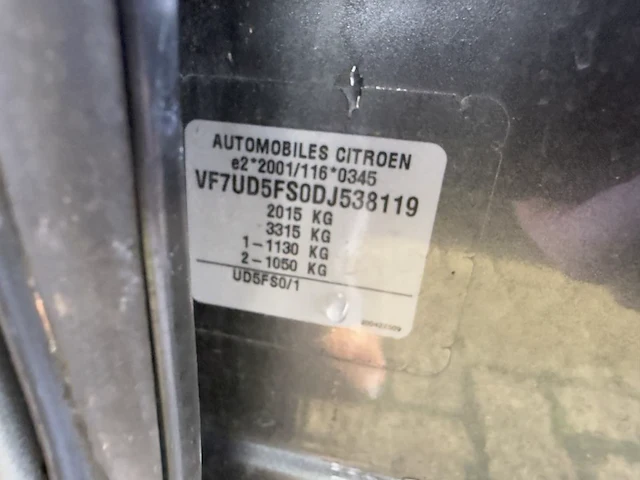 AUTOMOBILES CITROEN
e2*2001/116*0345
VF7UD5FS0DJ538119
2015 KG
3315 KG
1-1130 KG
2-1050 KG
UD5FS0/1